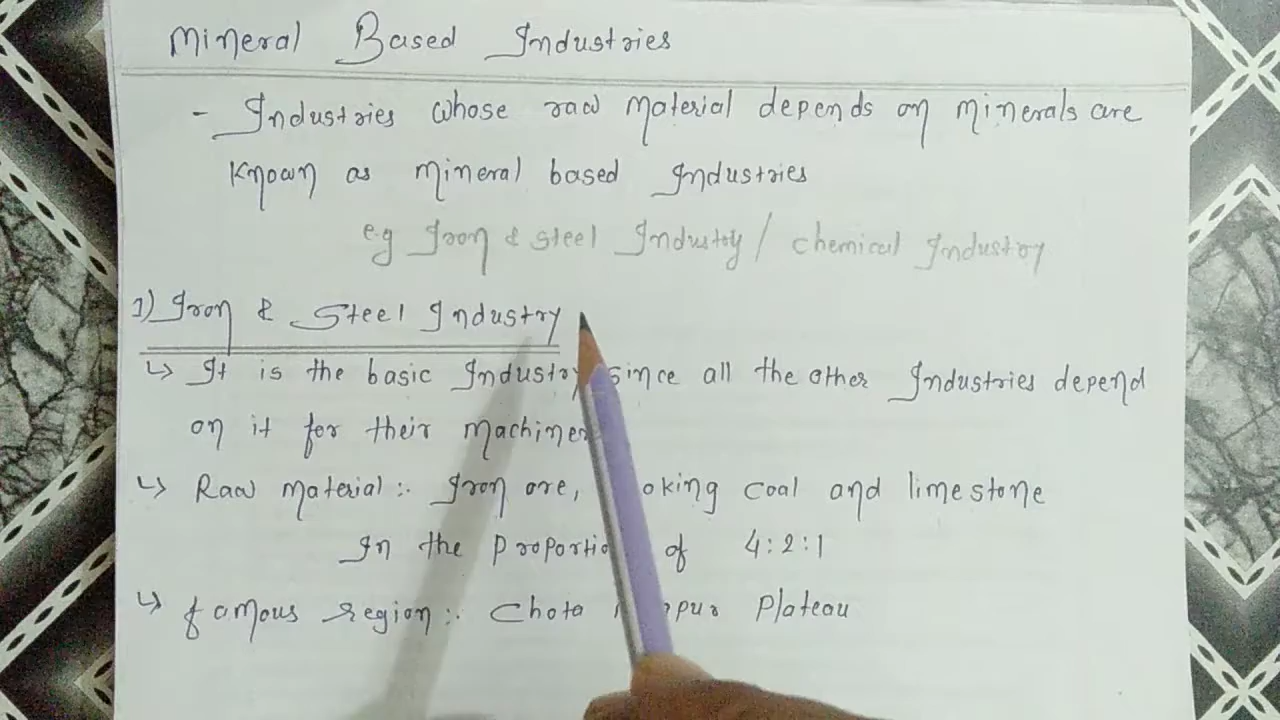 Mineral Based Industries
- Industries whose raw material depends on minerals are
Known as mineral based Industries
e.g Iron & steel Industry / chemical Industry
1) Iron & Steel Industry
↳ It is the basic Industry since all the other Industries depend
on it for their Machiner
↳ Raw material :- Iron ore, oking coal and limestone
In the proportio of 4:2:1
↳ famous region :- Chota pur Plateau